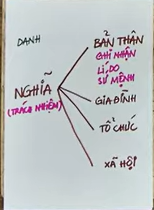 DANH
NGHĨA
(TRÁCH NHIỆM)
BẢN THÂN
GHI NHẬN
LÍ DO
SỨ MỆNH
GIA ĐÌNH
TỔ CHỨC
XÃ HỘI